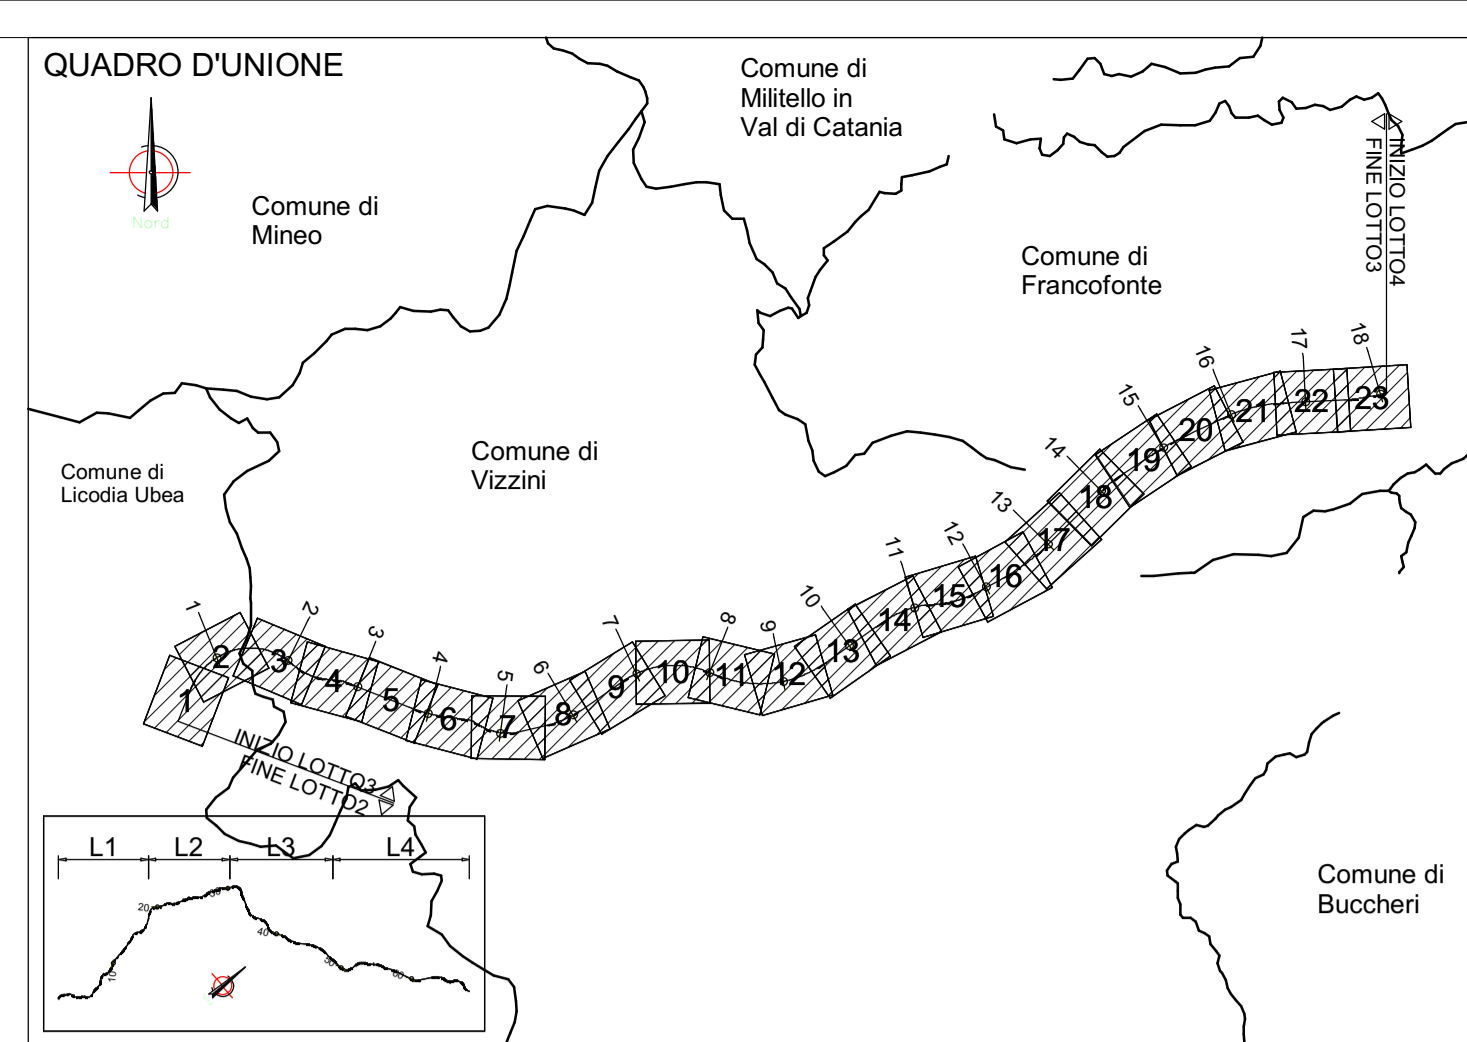 QUADRO D'UNIONE
Nord
Comune di
Mineo
Comune di
Militello in
Val di Catania
Comune di
Francofonte
INIZIO LOTTO4
FINE LOTTO3
Comune di
Licodia Ubea
Comune di
Vizzini
1
2
3
4
5
6
7
8
9
10
11
12
13
14
15
16
17
18
1
2
3
4
5
6
7
8
9
10
11
12
13
14
15
16
17
18
19
20
21
22
23
INIZIO LOTTO3
FINE LOTTO2
L1
L2
L3
L4
10
20
30
40
50
60
Comune di
Buccheri